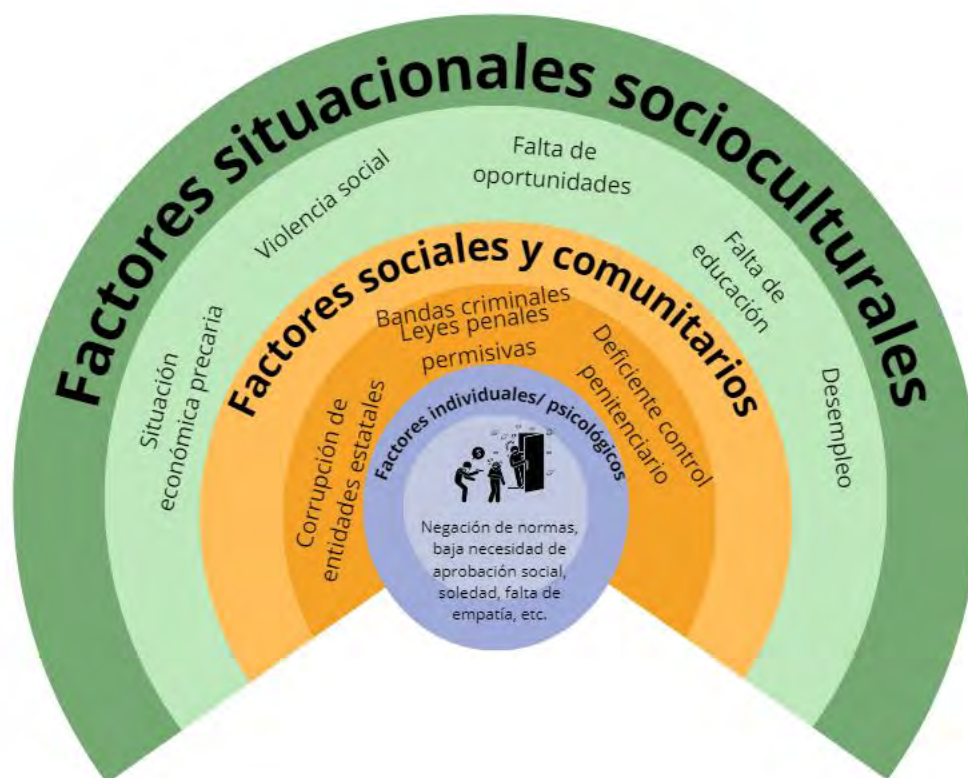 Factores situacionales socioculturales
Situación
económica precaria
Violencia social
Falta de
oportunidades
Falta de
educación
Desempleo
Factores sociales y comunitarios
Corrupción de
entidades estatales
Bandas criminales
Leyes penales
permisivas
Deficiente control
penitenciario
Factores individuales/ psicológicos
$
Negación de normas,
baja necesidad de
aprobación social,
soledad, falta de
empatía, etc.